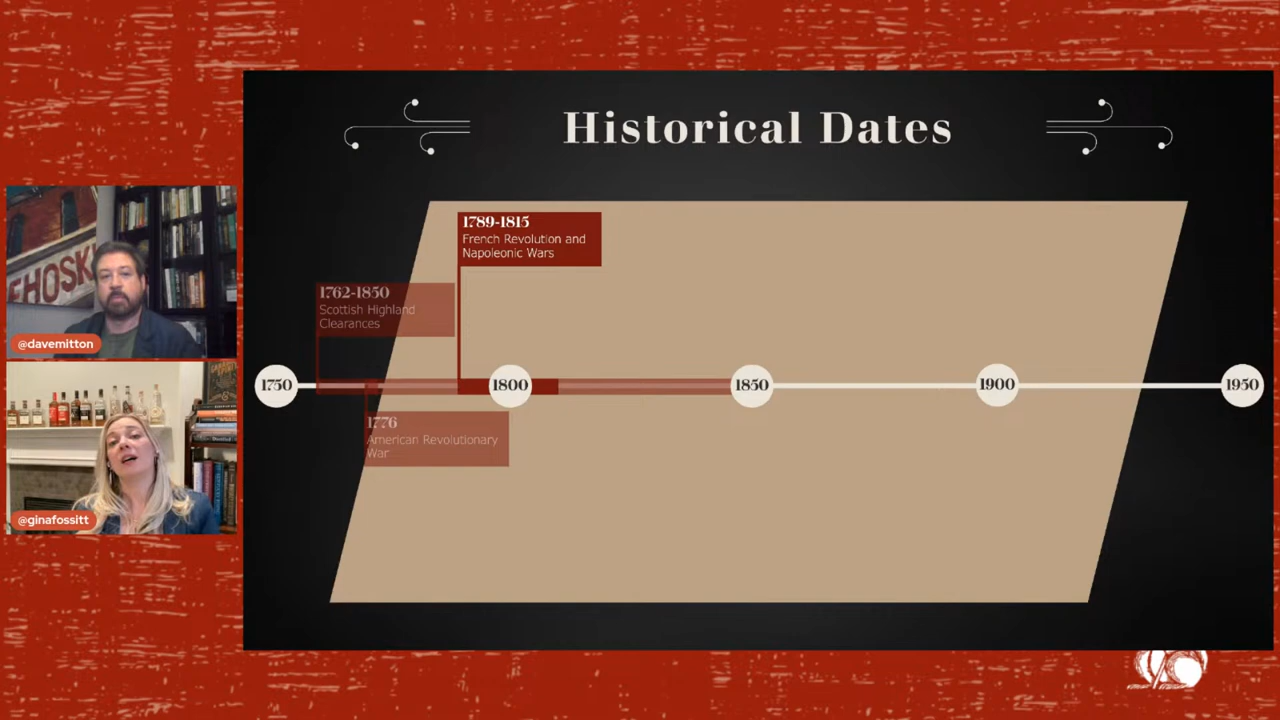 Historical Dates
1789-1815
French Revolution and
Napoleonic Wars
1762-1850
Scottish Highland
Clearances
1750
1800
1850
1900
1950
1776
American Revolutionary
War
EHOSK
@davemitton
@ginafossitt